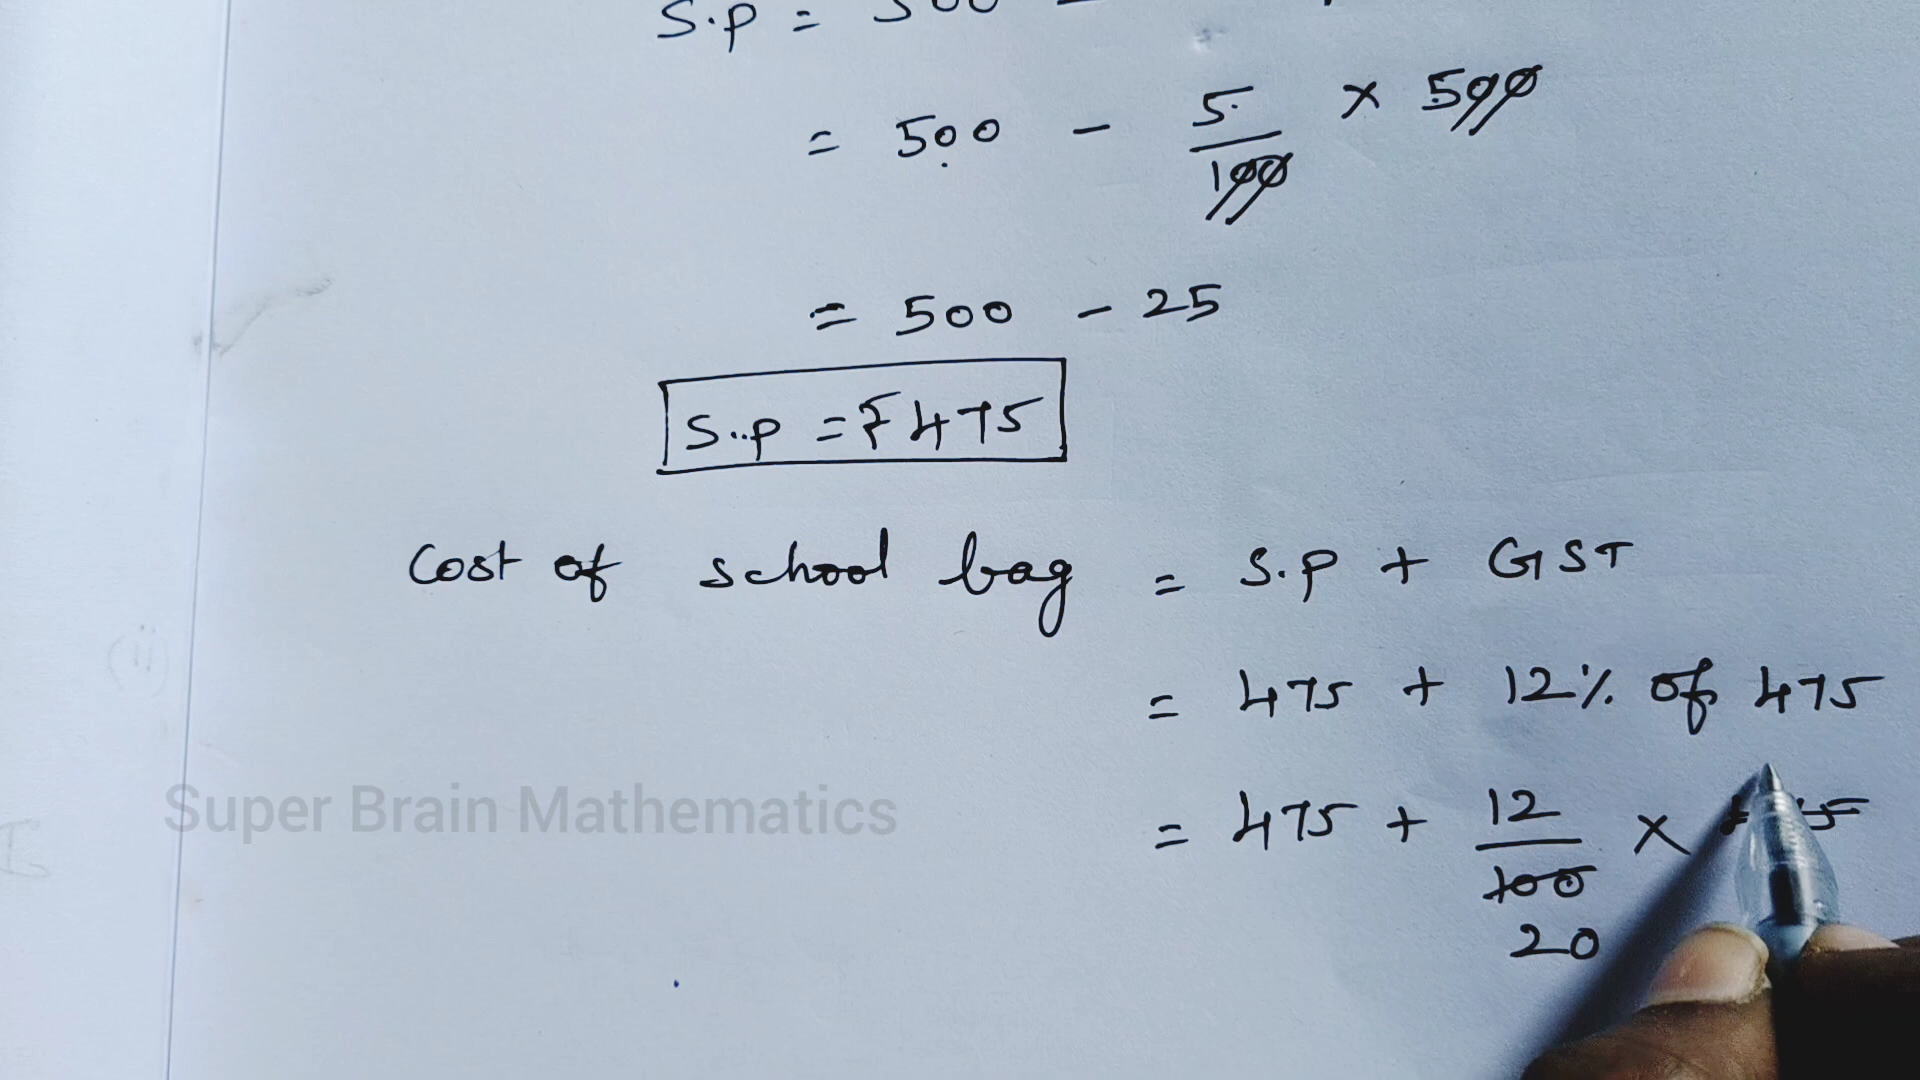 S.P = 500 -
= 500 - 5/100 × 500
= 500 - 25
S.P = ₹ 475
Cost of school bag = S.P + GST
= 475 + 12% of 475
= 475 + 12/100 ×
20
Super Brain Mathematics